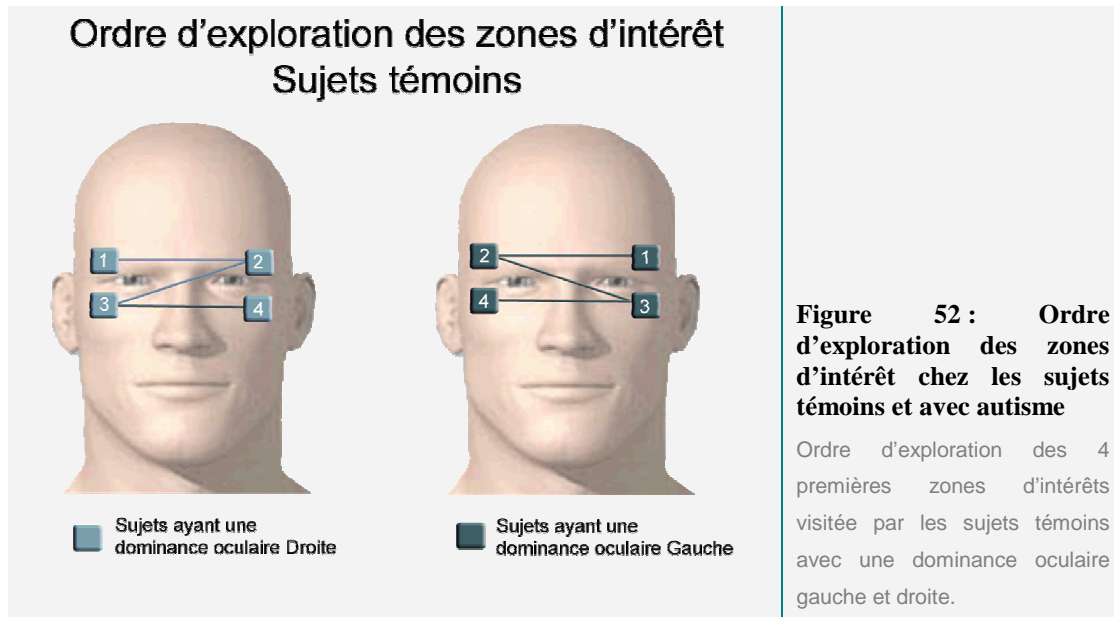 Ordre d'exploration des zones d'intérêt
Sujets témoins
1
2
3
4
2
1
4
3
Sujets ayant une
dominance oculaire Droite
Sujets ayant une
dominance oculaire Gauche
Figure 52 : Ordre
d'exploration des zones
d'intérêt chez les sujets
témoins et avec autisme
Ordre d'exploration des 4
premières zones d'intérêts
visitée par les sujets témoins
avec une dominance oculaire
gauche et droite.